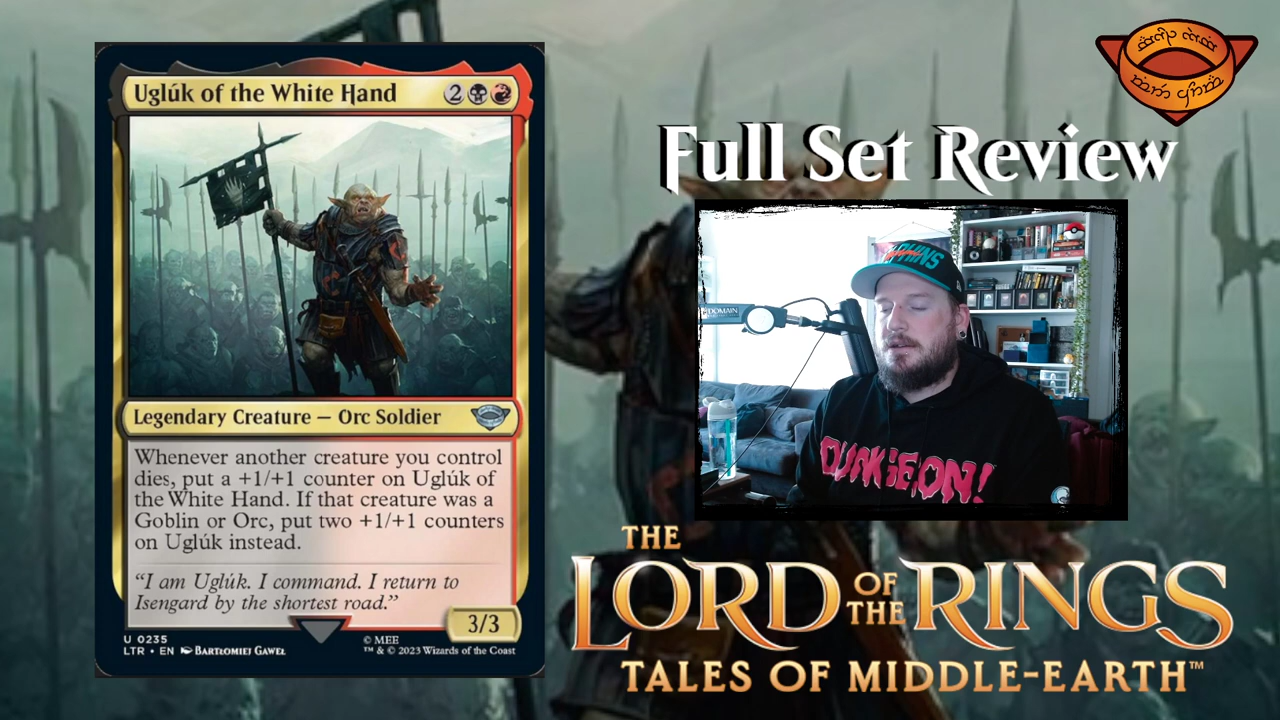 Uglúk of the White Hand 2
Legendary Creature — Orc Soldier
Whenever another creature you control
dies, put a +1/+1 counter on Uglúk of
the White Hand. If that creature was a
Goblin or Orc, put two +1/+1 counters
on Uglúk instead.
“I am Uglúk. I command. I return to
Isengard by the shortest road.”
3/3
U 0235
LTR • EN Bartłomiej Gaweł
© MEE
™ & © 2023 Wizards of the Coast
Full Set Review
DOMAIN
DUNGEON!
THE
LORD OF THE RINGS
TALES OF MIDDLE-EARTH™